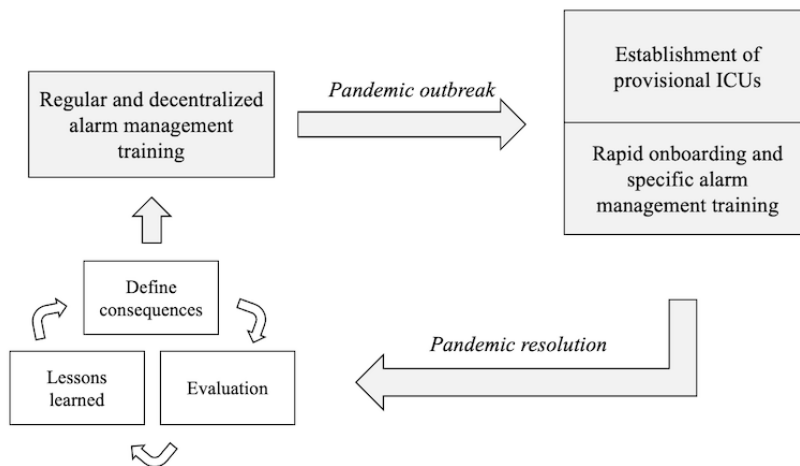 Regular and decentralized
alarm management
training
Pandemic outbreak
Establishment of
provisional ICUs
Rapid onboarding and
specific alarm
management training
Define
consequences
Lessons
learned
Evaluation
Pandemic resolution